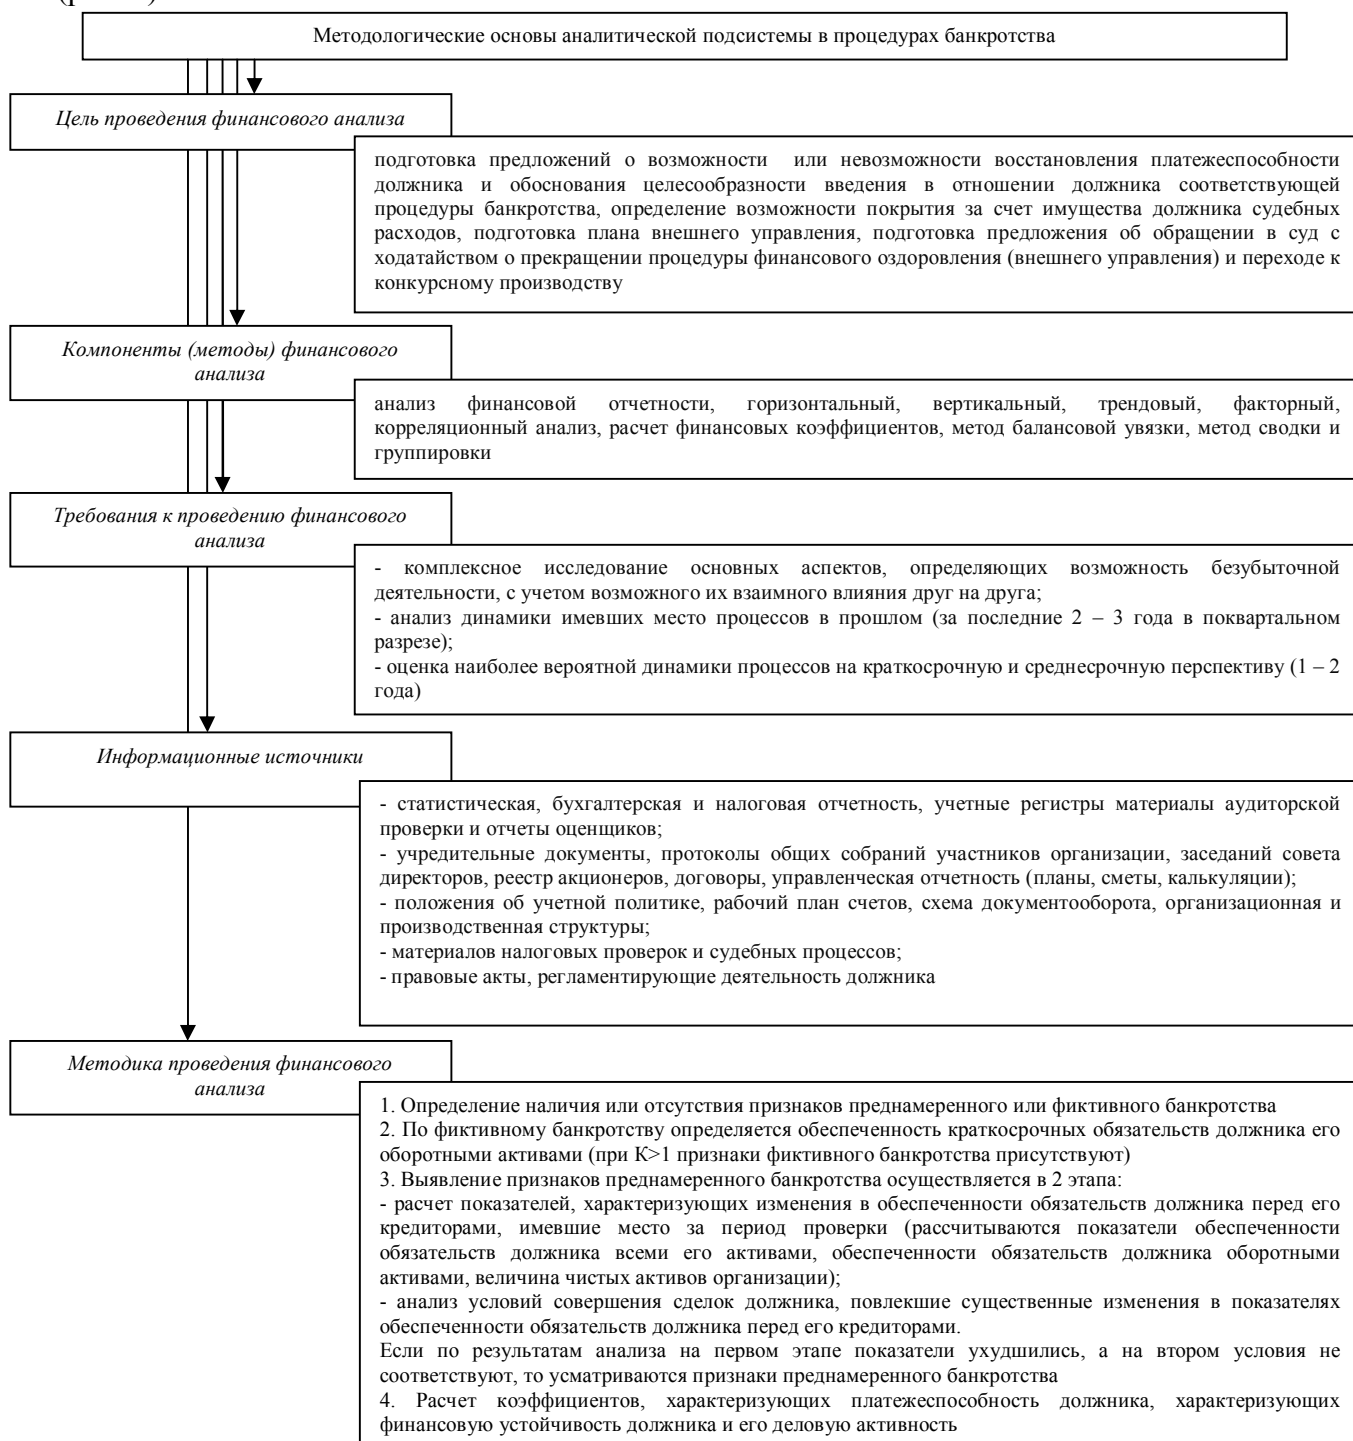 Методологические основы аналитической подсистемы в процедурах банкротства
Цель проведения финансового анализа
подготовка предложений о возможности или невозможности восстановления платежеспособности
должника и обоснования целесообразности введения в отношении должника соответствующей
процедуры банкротства, определение возможности покрытия за счет имущества должника судебных
расходов, подготовка плана внешнего управления, подготовка предложения об обращении в суд с
ходатайством о прекращении процедуры финансового оздоровления (внешнего управления) и переходе к
конкурсному производству
Компоненты (методы) финансового
анализа
анализ финансовой отчетности, горизонтальный, вертикальный, трендовый, факторный,
корреляционный анализ, расчет финансовых коэффициентов, метод балансовой увязки, метод сводки и
группировки
Требования к проведению финансового
анализа
- комплексное исследование основных аспектов, определяющих возможность безубыточной
деятельности, с учетом возможного их взаимного влияния друг на друга;
- анализ динамики имевших место процессов в прошлом (за последние 2 – 3 года в поквартальном
разрезе);
- оценка наиболее вероятной динамики процессов на краткосрочную и среднесрочную перспективу (1 – 2
года)
Информационные источники
- статистическая, бухгалтерская и налоговая отчетность, учетные регистры материалы аудиторской
проверки и отчеты оценщиков;
- учредительные документы, протоколы общих собраний участников организации, заседаний совета
директоров, реестр акционеров, договоры, управленческая отчетность (планы, сметы, калькуляции);
- положения об учетной политике, рабочий план счетов, схема документооборота, организационная и
производственная структуры;
- материалов налоговых проверок и судебных процессов;
- правовые акты, регламентирующие деятельность должника
Методика проведения финансового
анализа
1. Определение наличия или отсутствия признаков преднамеренного или фиктивного банкротства
2. По фиктивному банкротству определяется обеспеченность краткосрочных обязательств должника его
оборотными активами (при К>1 признаки фиктивного банкротства присутствуют)
3. Выявление признаков преднамеренного банкротства осуществляется в 2 этапа:
- расчет показателей, характеризующих изменения в обеспеченности обязательств должника перед его
кредиторами, имевшие место за период проверки (рассчитываются показатели обеспеченности
обязательств должника всеми его активами, обеспеченности обязательств должника оборотными
активами, величина чистых активов организации);
- анализ условий совершения сделок должника, повлекшие существенные изменения в показателях
обеспеченности обязательств должника перед его кредиторами.
Если по результатам анализа на первом этапе показатели ухудшились, а на втором условия не
соответствуют, то усматриваются признаки преднамеренного банкротства
4. Расчет коэффициентов, характеризующих платежеспособность должника, характеризующих
финансовую устойчивость должника и его деловую активность